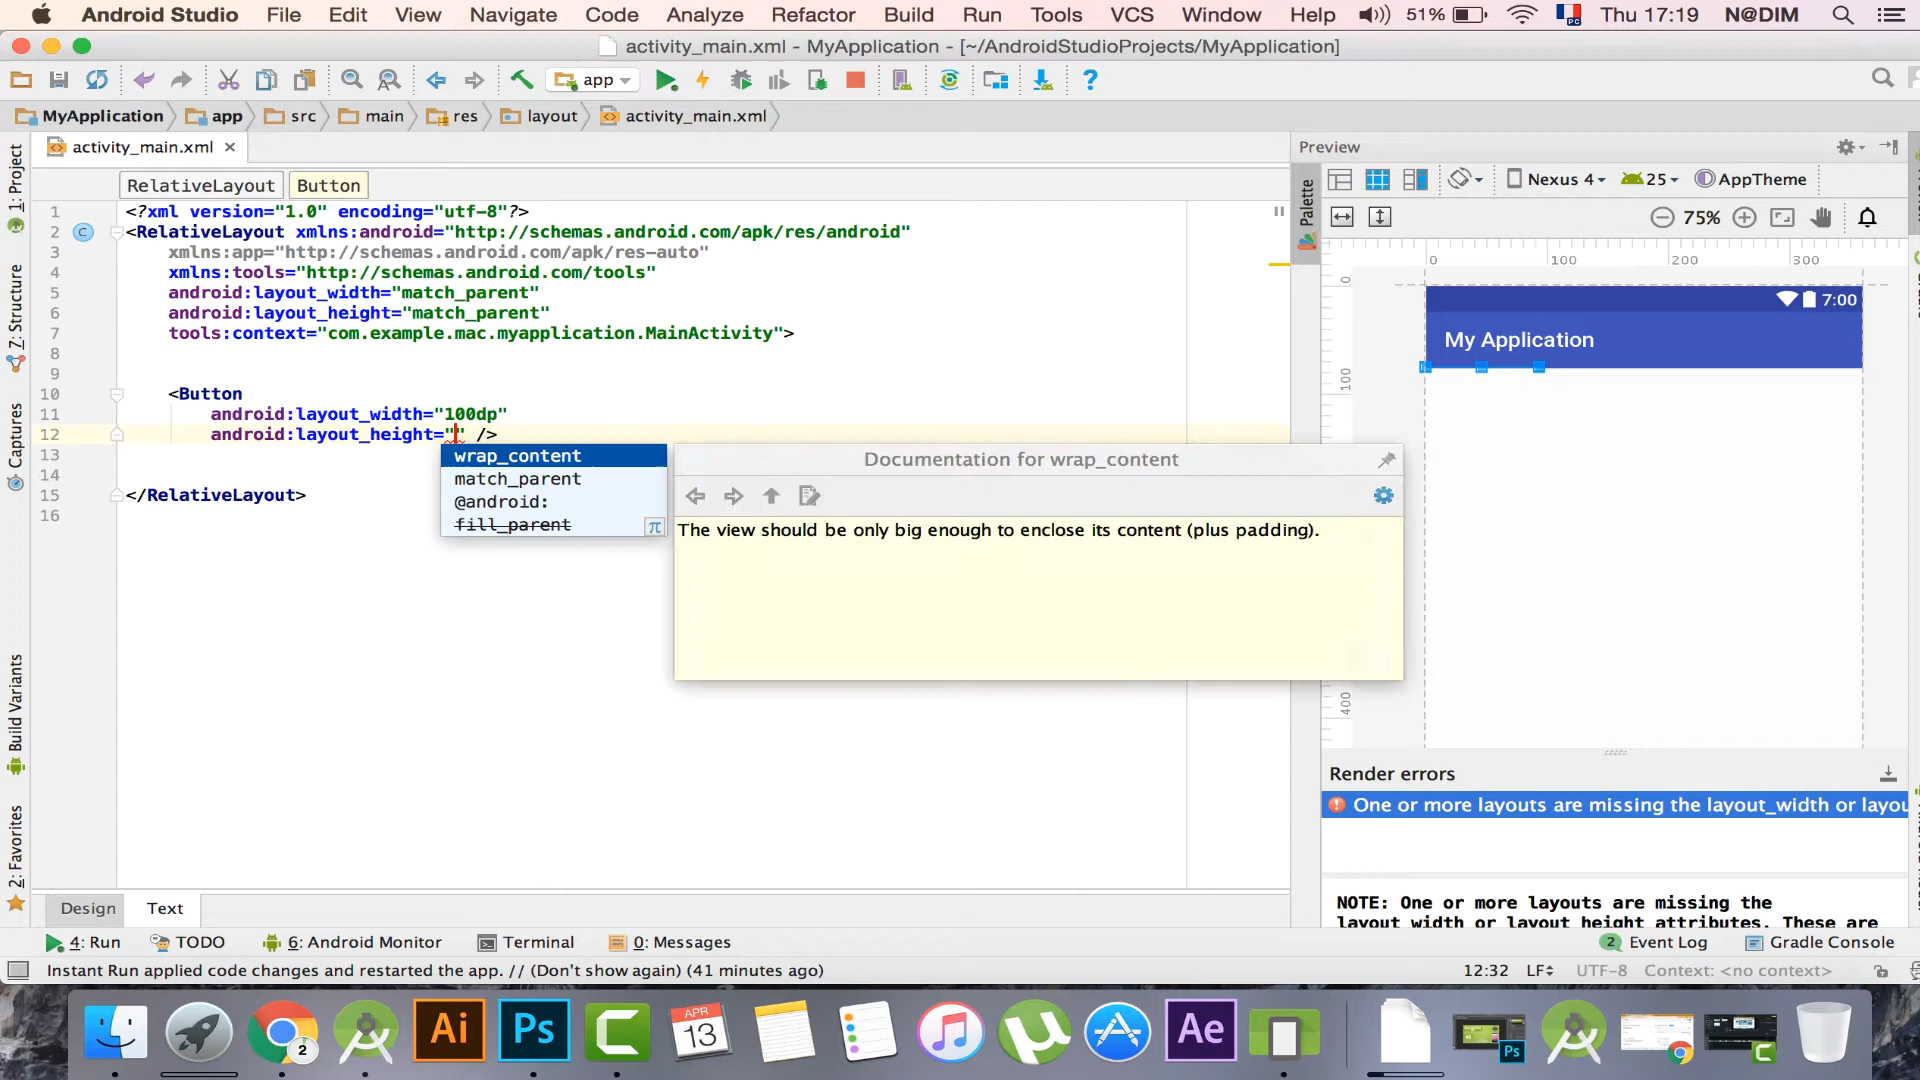 Android Studio File Edit View Navigate Code Analyze Refactor Build Run Tools VCS Window Help 51% PC Thu 17:19 N@DIM
activity_main.xml - MyApplication - [~/AndroidStudioProjects/MyApplication]
app
MyApplication app src main res layout activity_main.xml
activity_main.xml
RelativeLayout Button
1 <?xml version="1.0" encoding="utf-8"?>
2 <RelativeLayout xmlns:android="http://schemas.android.com/apk/res/android"
3 xmlns:app="http://schemas.android.com/apk/res-auto"
4 xmlns:tools="http://schemas.android.com/tools"
5 android:layout_width="match_parent"
6 android:layout_height="match_parent"
7 tools:context="com.example.mac.myapplication.MainActivity">
8
9
10 <Button
11 android:layout_width="100dp"
12 android:layout_height="" />
13
14
15 </RelativeLayout>
16
wrap_content
match_parent
@android:
fill_parent
π
Documentation for wrap_content
The view should be only big enough to enclose its content (plus padding).
1: Project
7: Structure
Captures
Build Variants
2: Favorites
Preview
Palette
Nexus 4 25 AppTheme
75%
0 100 200 300
0
100
400
7:00
My Application
Render errors
One or more layouts are missing the layout_width or layou
NOTE: One or more layouts are missing the
layout_width or layout_height attributes. These are
Design Text
4: Run TODO 6: Android Monitor Terminal 0: Messages 2 Event Log Gradle Console
Instant Run applied code changes and restarted the app. // (Don't show again) (41 minutes ago) 12:32 LF UTF-8 Context: <no context>
2 Ai Ps C APR 13 µ Ae Ps C